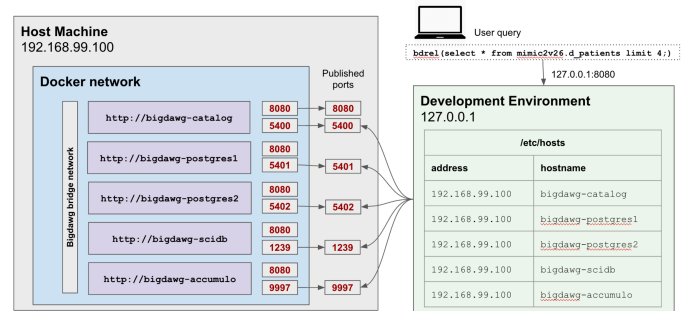 Host Machine
192.168.99.100
Docker network
Published
ports
Bigdawg bridge network
http://bigdawg-catalog
8080
8080
5400
5400
http://bigdawg-postgres1
8080
5401
5401
http://bigdawg-postgres2
8080
5402
5402
http://bigdawg-scidb
8080
1239
1239
http://bigdawg-accumulo
8080
9997
9997
User query
bdrel(select * from mimic2v26.d_patients limit 4;)
127.0.0.1:8080
Development Environment
127.0.0.1
/etc/hosts
address hostname
192.168.99.100 bigdawg-catalog
192.168.99.100 bigdawg-postgres1
192.168.99.100 bigdawg-postgres2
192.168.99.100 bigdawg-scidb
192.168.99.100 bigdawg-accumulo